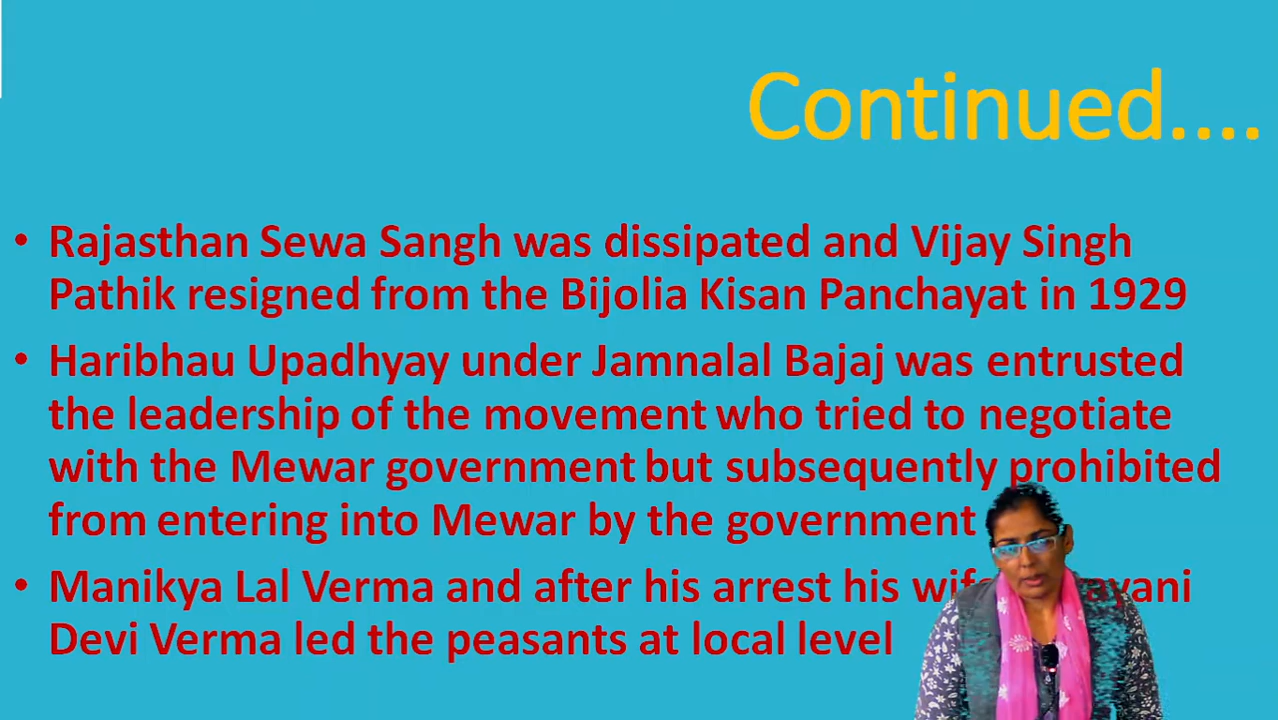 Continued....
• Rajasthan Sewa Sangh was dissipated and Vijay Singh
Pathik resigned from the Bijolia Kisan Panchayat in 1929
• Haribhau Upadhyay under Jamnalal Bajaj was entrusted
the leadership of the movement who tried to negotiate
with the Mewar government but subsequently prohibited
from entering into Mewar by the government
• Manikya Lal Verma and after his arrest his
Devi Verma led the peasants at local level